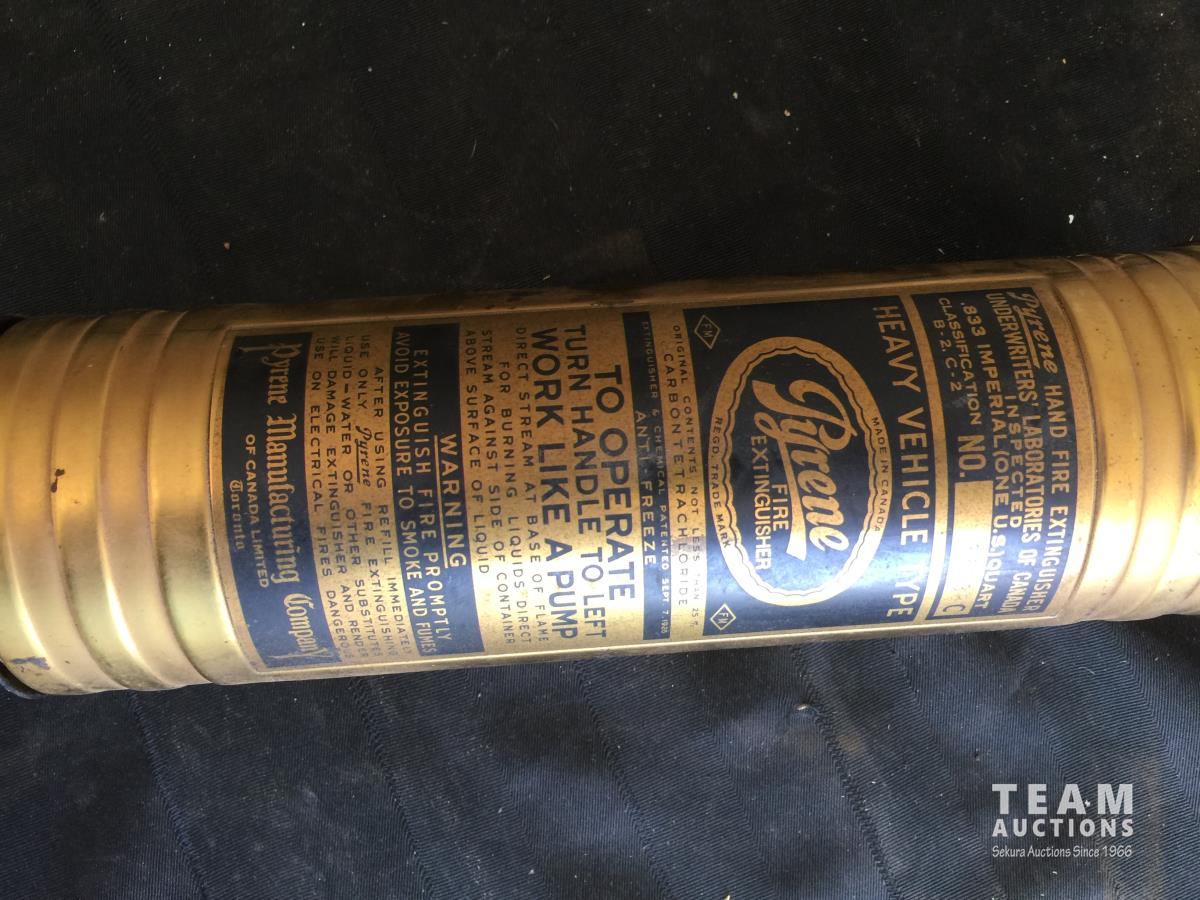 Pyrene HAND FIRE EXTINGUISHER
UNDERWRITERS' LABORATORIES OF CANADA
INSPECTED
.833 IMPERIAL (ONE U.S.) QUART
CLASSIFICATION NO.
B-2, C-2
C
HEAVY VEHICLE TYPE
MADE IN CANADA
Pyrene
FIRE
EXTINGUISHER
REGD. TRADE MARK
FM
FM
ORIGINAL CONTENTS NOT LESS THAN 25%
CARBONTETRACHLORIDE
EXTINGUISHER & CHEMICAL PATENTED SEPT. 7, 1926
ANTI-FREEZE
TO OPERATE
TURN HANDLE TO LEFT
WORK LIKE A PUMP
DIRECT STREAM AT BASE OF FLAME
FOR BURNING LIQUIDS DIRECT
STREAM AGAINST SIDE OF CONTAINER
ABOVE SURFACE OF LIQUID
WARNING
EXTINGUISH FIRE PROMPTLY
AVOID EXPOSURE TO SMOKE AND FUMES
AFTER USING REFILL IMMEDIATELY
USE ONLY Pyrene FIRE EXTINGUISHING
LIQUID—WATER OR OTHER SUBSTITUTES
WILL DAMAGE EXTINGUISHER AND RENDER
USE ON ELECTRICAL FIRES DANGEROUS
Pyrene Manufacturing Company
OF CANADA LIMITED
Toronto
TEAM
AUCTIONS
Sekura Auctions Since 1966